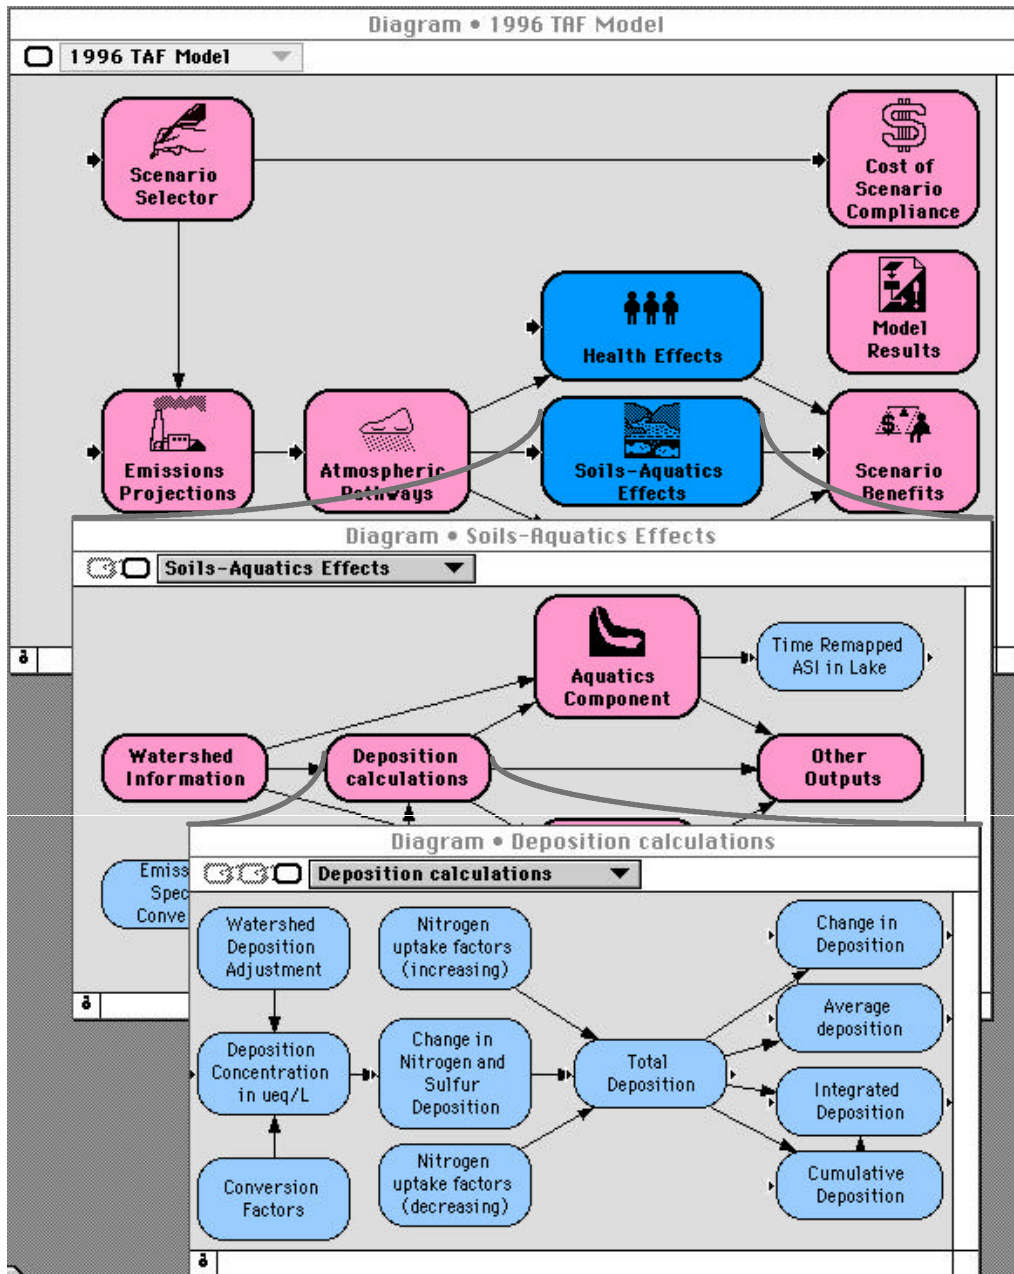 Diagram • 1996 TAF Model
1996 TAF Model
Scenario
Selector
Cost of
Scenario
Compliance
Model
Results
Health Effects
Emissions
Projections
Atmospheric
Pathways
Soils-Aquatics
Effects
Scenario
Benefits
Diagram • Soils-Aquatics Effects
Soils-Aquatics Effects
Aquatics
Component
Time Remapped
ASI in Lake
Watershed
Information
Deposition
calculations
Other
Outputs
Emiss
Spec
Conve
Diagram • Deposition calculations
Deposition calculations
Watershed
Deposition
Adjustment
Nitrogen
uptake factors
(increasing)
Change in
Deposition
Average
deposition
Deposition
Concentration
in ueq/L
Change in
Nitrogen and
Sulfur
Deposition
Total
Deposition
Integrated
Deposition
Conversion
Factors
Nitrogen
uptake factors
(decreasing)
Cumulative
Deposition